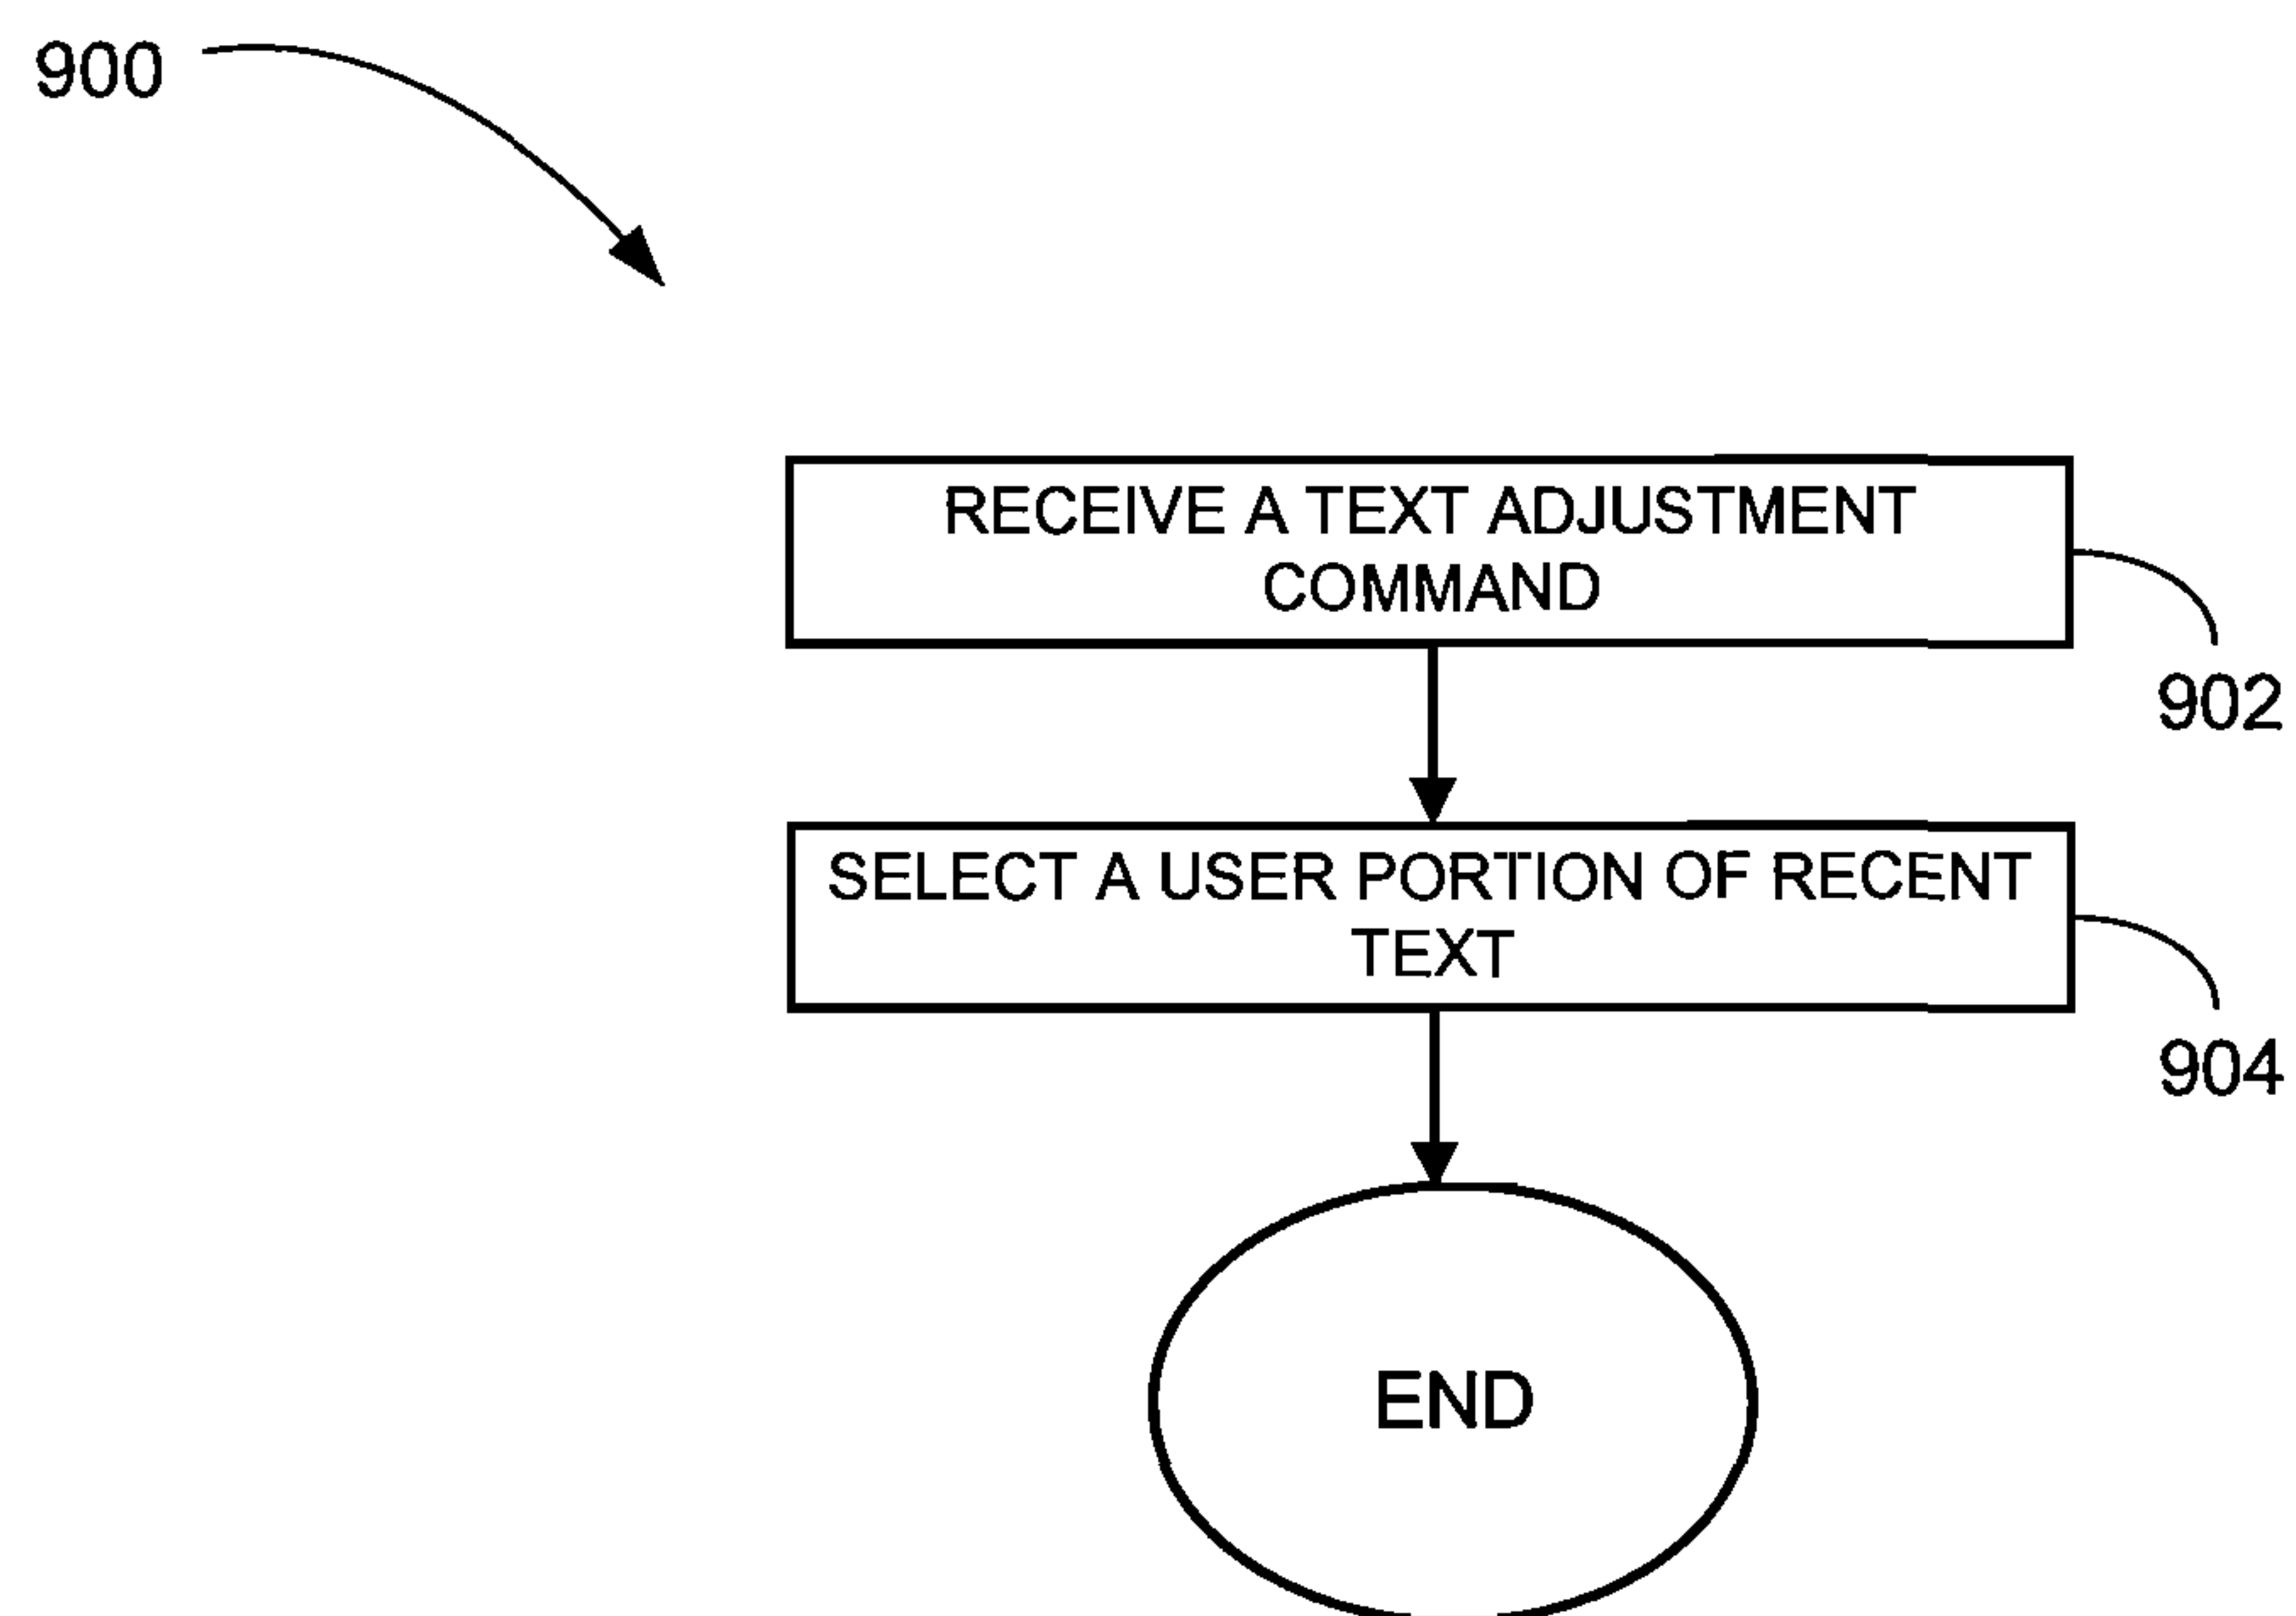 900
RECEIVE A TEXT ADJUSTMENT
COMMAND
902
SELECT A USER PORTION OF RECENT
TEXT
904
END